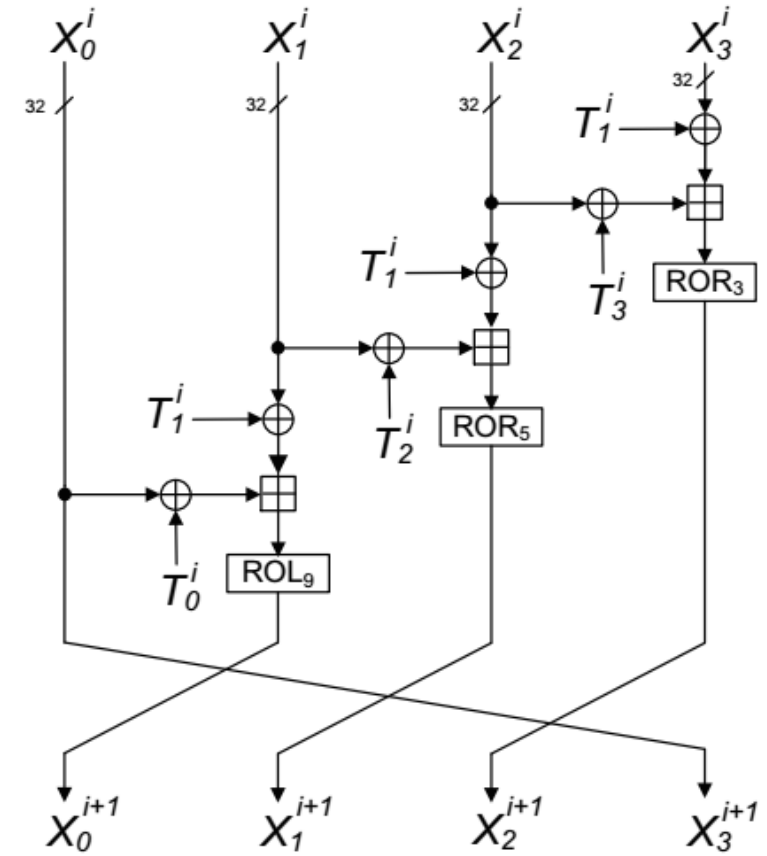 X₀ⁱ X₁ⁱ X₂ⁱ X₃ⁱ
32 32 32 32
T₁ⁱ
T₁ⁱ T₃ⁱ ROR₃
T₁ⁱ T₂ⁱ ROR₅
T₀ⁱ ROL₉
X₀ⁱ⁺¹ X₁ⁱ⁺¹ X₂ⁱ⁺¹ X₃ⁱ⁺¹